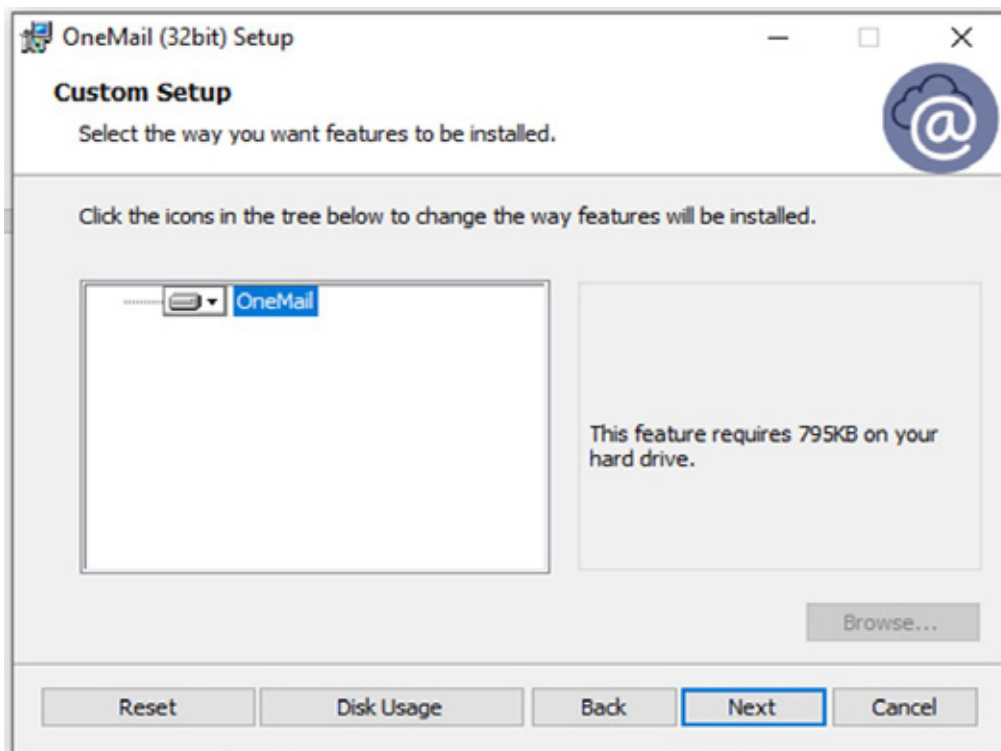 OneMail (32bit) Setup
Custom Setup
Select the way you want features to be installed.
@
Click the icons in the tree below to change the way features will be installed.
OneMail
This feature requires 795KB on your
hard drive.
Browse...
Reset Disk Usage Back Next Cancel